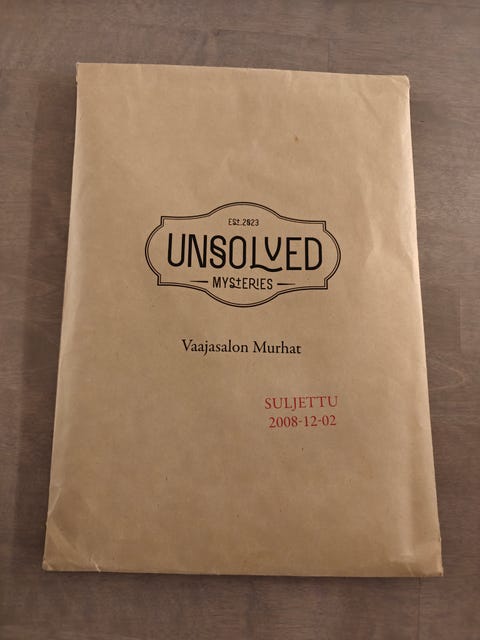 EST. 2023
UNSOLVED
MYSTERIES
Vaajasalon Murhat
SULJETTU
2008-12-02